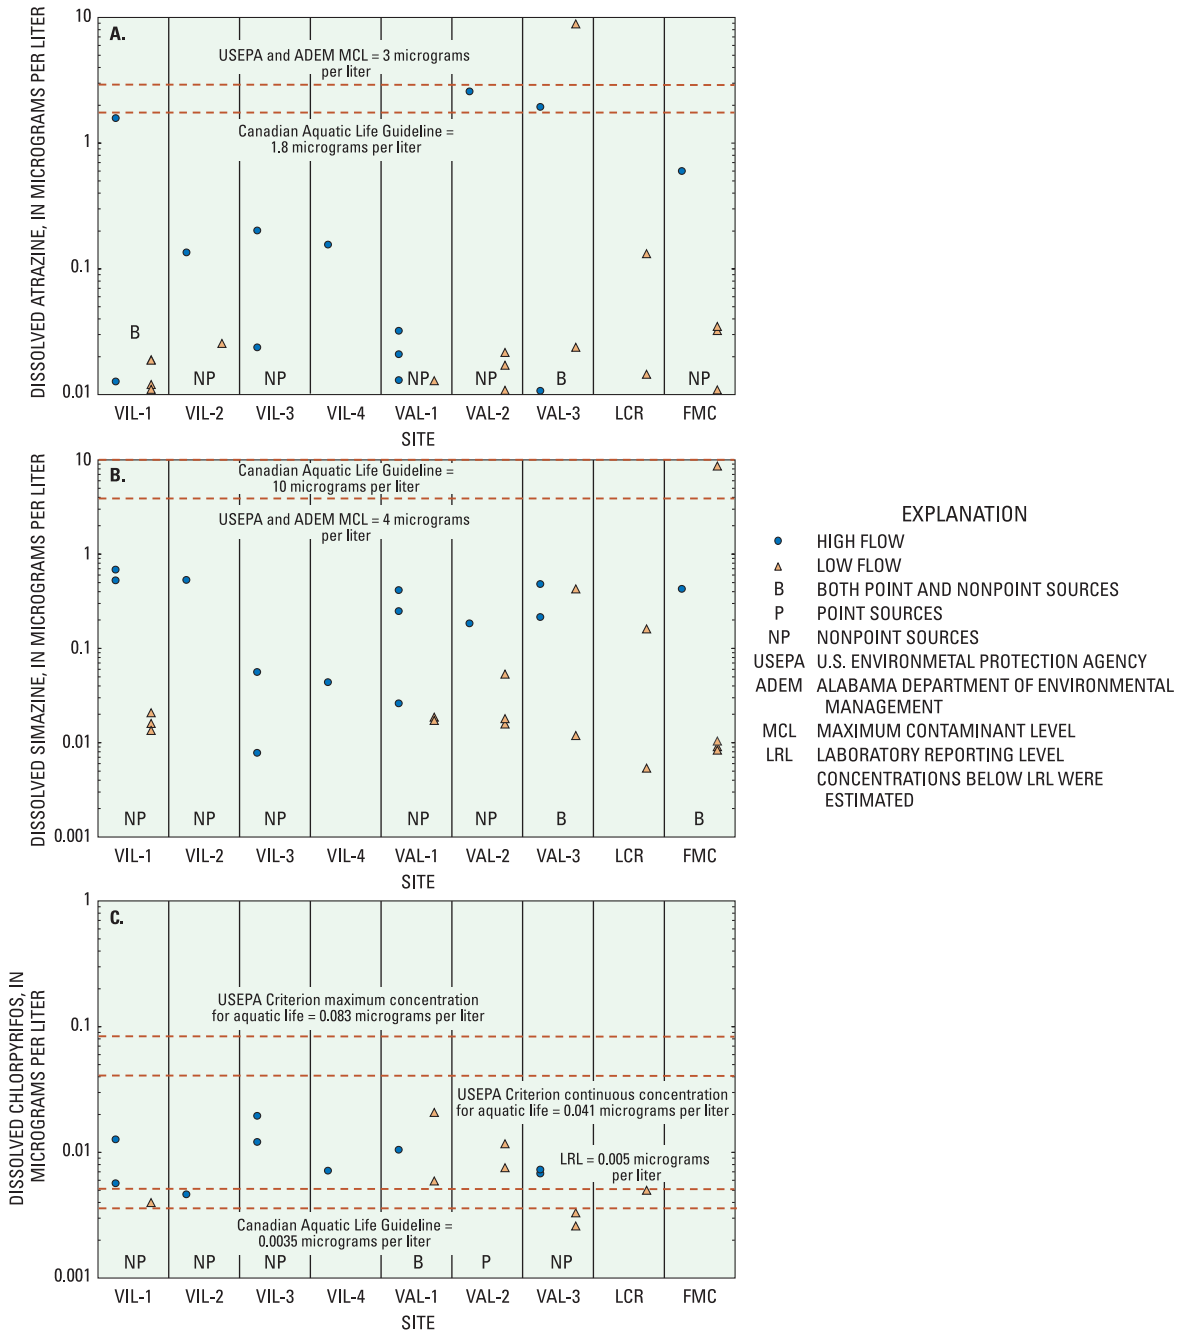 DISSOLVED ATRAZINE, IN MICROGRAMS PER LITER
10
1
0.1
0.01
A.
USEPA and ADEM MCL = 3 micrograms
per liter
Canadian Aquatic Life Guideline =
1.8 micrograms per liter
B
NP
NP
NP
NP
B
NP
VIL-1 VIL-2 VIL-3 VIL-4 VAL-1 VAL-2 VAL-3 LCR FMC
SITE
DISSOLVED SIMAZINE, IN MICROGRAMS PER LITER
10
1
0.1
0.01
0.001
B.
Canadian Aquatic Life Guideline =
10 micrograms per liter
USEPA and ADEM MCL = 4 micrograms
per liter
NP NP NP NP NP B B
VIL-1 VIL-2 VIL-3 VIL-4 VAL-1 VAL-2 VAL-3 LCR FMC
SITE
DISSOLVED CHLORPYRIFOS, IN
MICROGRAMS PER LITER
1
0.1
0.01
0.001
C.
USEPA Criterion maximum concentration
for aquatic life = 0.083 micrograms per liter
USEPA Criterion continuous concentration
for aquatic life = 0.041 micrograms per liter
LRL = 0.005 micrograms
per liter
Canadian Aquatic Life Guideline =
0.0035 micrograms per liter
NP NP NP B P NP
VIL-1 VIL-2 VIL-3 VIL-4 VAL-1 VAL-2 VAL-3 LCR FMC
SITE
EXPLANATION
HIGH FLOW
LOW FLOW
B BOTH POINT AND NONPOINT SOURCES
P POINT SOURCES
NP NONPOINT SOURCES
USEPA U.S. ENVIRONMETAL PROTECTION AGENCY
ADEM ALABAMA DEPARTMENT OF ENVIRONMENTAL
MANAGEMENT
MCL MAXIMUM CONTAMINANT LEVEL
LRL LABORATORY REPORTING LEVEL
CONCENTRATIONS BELOW LRL WERE
ESTIMATED